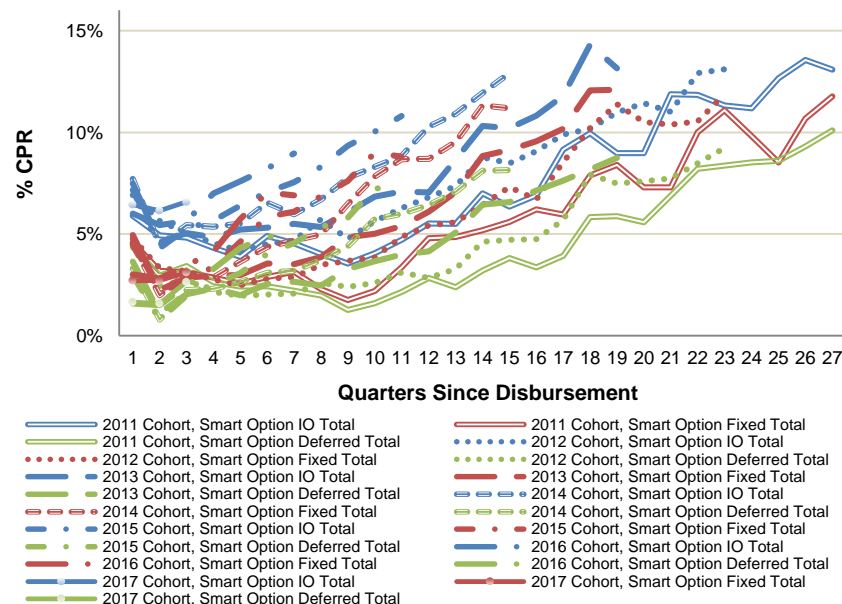 15%
10%
5%
0%
% CPR
1 2 3 4 5 6 7 8 9 10 11 12 13 14 15 16 17 18 19 20 21 22 23 24 25 26 27
Quarters Since Disbursement
2011 Cohort, Smart Option IO Total
2011 Cohort, Smart Option Fixed Total
2011 Cohort, Smart Option Deferred Total
2012 Cohort, Smart Option IO Total
2012 Cohort, Smart Option Fixed Total
2012 Cohort, Smart Option Deferred Total
2013 Cohort, Smart Option IO Total
2013 Cohort, Smart Option Fixed Total
2013 Cohort, Smart Option Deferred Total
2014 Cohort, Smart Option IO Total
2014 Cohort, Smart Option Fixed Total
2014 Cohort, Smart Option Deferred Total
2015 Cohort, Smart Option IO Total
2015 Cohort, Smart Option Fixed Total
2015 Cohort, Smart Option Deferred Total
2016 Cohort, Smart Option IO Total
2016 Cohort, Smart Option Fixed Total
2016 Cohort, Smart Option Deferred Total
2017 Cohort, Smart Option IO Total
2017 Cohort, Smart Option Fixed Total
2017 Cohort, Smart Option Deferred Total